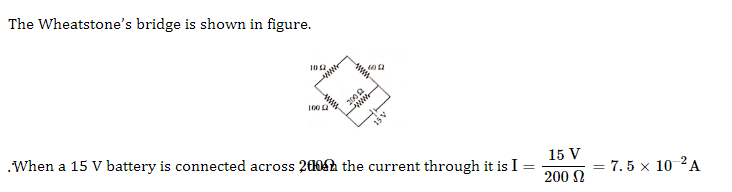 The Wheatstone's bridge is shown in figure.
10 Ω 60 Ω
100 Ω 200 Ω
15 V
.When a 15 V battery is connected across the current through it is I = 15 V / 200 Ω = 7.5 × 10⁻² A